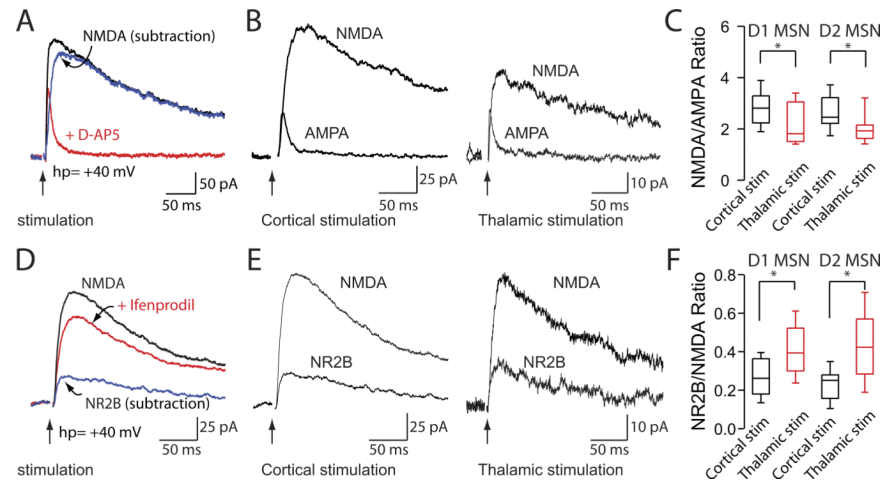 A
NMDA (subtraction)
+ D-AP5
hp= +40 mV
50 pA
50 ms
stimulation
B
NMDA
AMPA
25 pA
50 ms
Cortical stimulation
NMDA
AMPA
10 pA
50 ms
Thalamic stimulation
C
D1 MSN D2 MSN
* *
NMDA/AMPA Ratio
6
4
2
0
Cortical stim
Thalamic stim
Cortical stim
Thalamic stim
D
NMDA
+ Ifenprodil
NR2B (subtraction)
hp= +40 mV
25 pA
50 ms
stimulation
E
NMDA
NR2B
25 pA
50 ms
Cortical stimulation
NMDA
NR2B
10 pA
50 ms
Thalamic stimulation
F
D1 MSN D2 MSN
* *
NR2B/NMDA Ratio
0.8
0.6
0.4
0.2
0.0
Cortical stim
Thalamic stim
Cortical stim
Thalamic stim